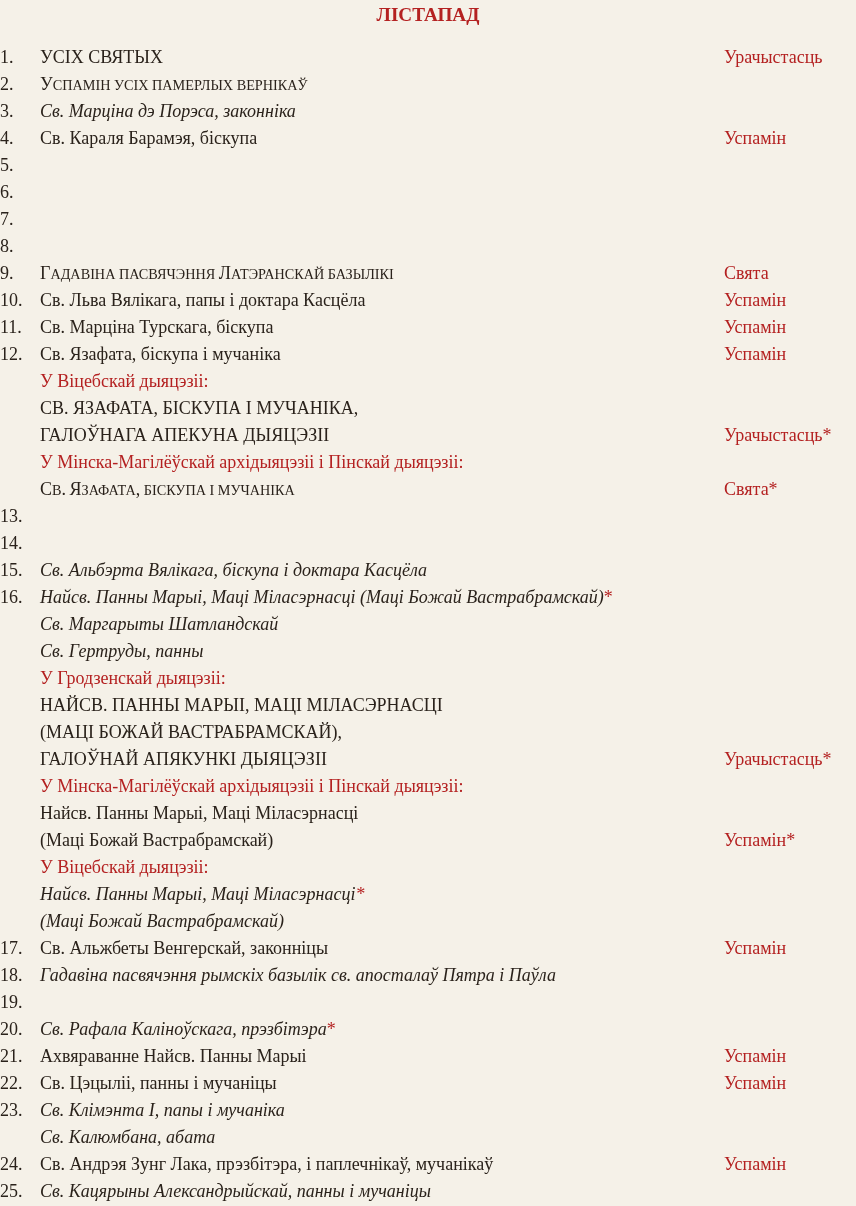 ЛІСТАПАД
1. УСІХ СВЯТЫХ Урачыстасць
2. Успамін усіх памерлых вернікаў
3. Св. Марціна дэ Порэса, законніка
4. Св. Караля Барамэя, біскупа Успамін
5.
6.
7.
8.
9. Гадавіна пасвячэння Латэранскай базылікі Свята
10. Св. Льва Вялікага, папы і доктара Касцёла Успамін
11. Св. Марціна Турскага, біскупа Успамін
12. Св. Язафата, біскупа і мучаніка Успамін
У Віцебскай дыяцэзіі:
СВ. ЯЗАФАТА, БІСКУПА І МУЧАНІКА,
ГАЛОЎНАГА АПЕКУНА ДЫЯЦЭЗІІ Урачыстасць*
У Мінска-Магілёўскай архідыяцэзіі і Пінскай дыяцэзіі:
Св. Язафата, біскупа і мучаніка Свята*
13.
14.
15. Св. Альбэрта Вялікага, біскупа і доктара Касцёла
16. Найсв. Панны Марыі, Маці Міласэрнасці (Маці Божай Вастрабрамскай)*
Св. Маргарыты Шатландскай
Св. Гертруды, панны
У Гродзенскай дыяцэзіі:
НАЙСВ. ПАННЫ МАРЫІ, МАЦІ МІЛАСЭРНАСЦІ
(МАЦІ БОЖАЙ ВАСТРАБРАМСКАЙ),
ГАЛОЎНАЙ АПЯКУНКІ ДЫЯЦЭЗІІ Урачыстасць*
У Мінска-Магілёўскай архідыяцэзіі і Пінскай дыяцэзіі:
Найсв. Панны Марыі, Маці Міласэрнасці
(Маці Божай Вастрабрамскай) Успамін*
У Віцебскай дыяцэзіі:
Найсв. Панны Марыі, Маці Міласэрнасці*
(Маці Божай Вастрабрамскай)
17. Св. Альжбеты Венгерскай, законніцы Успамін
18. Гадавіна пасвячэння рымскіх базылік св. апосталаў Пятра і Паўла
19.
20. Св. Рафала Каліноўскага, прэзбітэра*
21. Ахвяраванне Найсв. Панны Марыі Успамін
22. Св. Цэцыліі, панны і мучаніцы Успамін
23. Св. Клімэнта І, папы і мучаніка
Св. Калюмбана, абата
24. Св. Андрэя Зунг Лака, прэзбітэра, і паплечнікаў, мучанікаў Успамін
25. Св. Кацярыны Александрыйскай, панны і мучаніцы